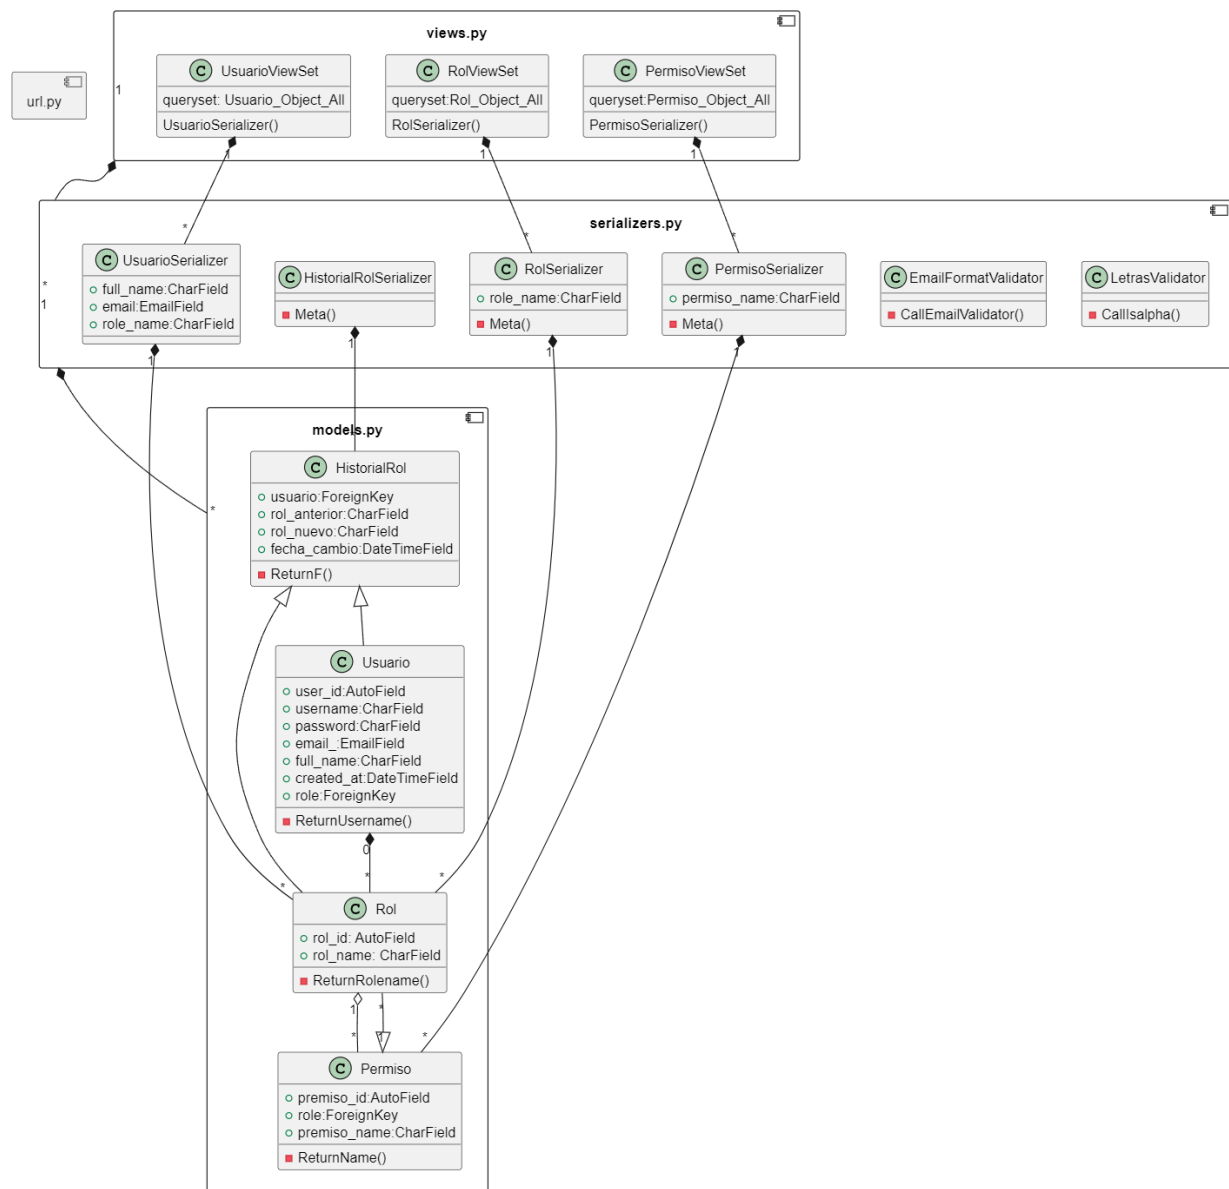 views.py
C UsuarioViewSet
queryset: Usuario_Object_All
UsuarioSerializer()
C RolViewSet
queryset:Rol_Object_All
RolSerializer()
C PermisoViewSet
queryset:Permiso_Object_All
PermisoSerializer()
url.py
1
1
1
1
serializers.py
*
*
*
C UsuarioSerializer
full_name:CharField
email:EmailField
role_name:CharField
C HistorialRolSerializer
Meta()
C RolSerializer
role_name:CharField
Meta()
C PermisoSerializer
permiso_name:CharField
Meta()
C EmailFormatValidator
CallEmailValidator()
C LetrasValidator
CallIsalpha()
*
1
1
1
1
1
models.py
C HistorialRol
usuario:ForeignKey
rol_anterior:CharField
rol_nuevo:CharField
fecha_cambio:DateTimeField
ReturnF()
*
C Usuario
user_id:AutoField
username:CharField
password:CharField
email_:EmailField
full_name:CharField
created_at:DateTimeField
role:ForeignKey
ReturnUsername()
0
* * *
C Rol
rol_id: AutoField
rol_name: CharField
ReturnRolename()
1 *
* 1 *
C Permiso
premiso_id:AutoField
role:ForeignKey
premiso_name:CharField
ReturnName()